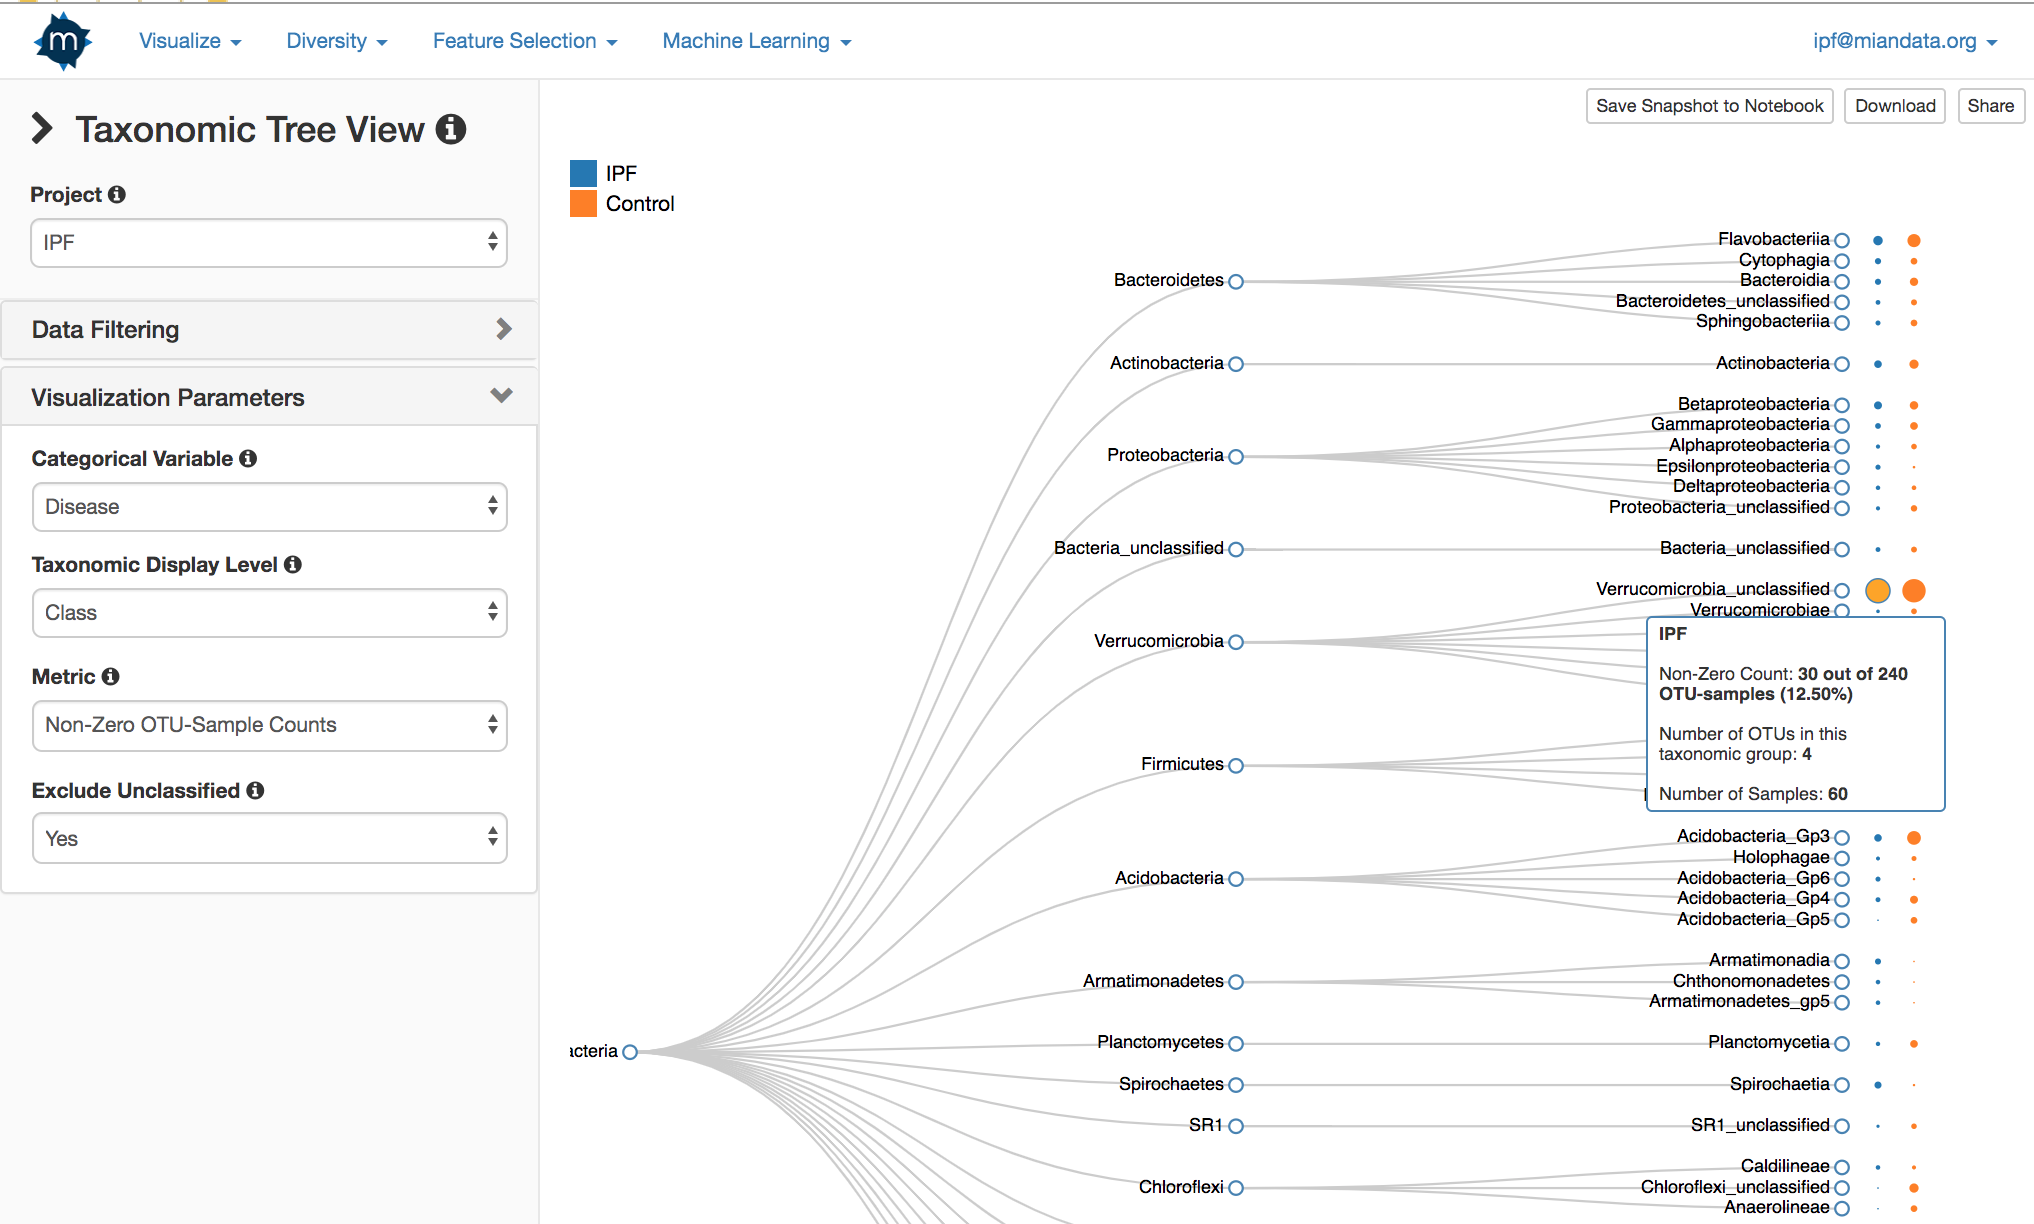 m
Visualize
Diversity
Feature Selection
Machine Learning
ipf@miandata.org
Save Snapshot to Notebook
Download
Share
Taxonomic Tree View
Project
IPF
Data Filtering
Visualization Parameters
Categorical Variable
Disease
Taxonomic Display Level
Class
Metric
Non-Zero OTU-Sample Counts
Exclude Unclassified
Yes
IPF
Control
acteria
Bacteroidetes
Actinobacteria
Proteobacteria
Bacteria_unclassified
Verrucomicrobia
Firmicutes
Acidobacteria
Armatimonadetes
Planctomycetes
Spirochaetes
SR1
Chloroflexi
Flavobacteriia
Cytophagia
Bacteroidia
Bacteroidetes_unclassified
Sphingobacteriia
Actinobacteria
Betaproteobacteria
Gammaproteobacteria
Alphaproteobacteria
Epsilonproteobacteria
Deltaproteobacteria
Proteobacteria_unclassified
Bacteria_unclassified
Verrucomicrobia_unclassified
Verrucomicrobiae
IPF
Non-Zero Count: 30 out of 240
OTU-samples (12.50%)
Number of OTUs in this
taxonomic group: 4
Number of Samples: 60
Acidobacteria_Gp3
Holophagae
Acidobacteria_Gp6
Acidobacteria_Gp4
Acidobacteria_Gp5
Armatimonadia
Chthonomonadetes
Armatimonadetes_gp5
Planctomycetia
Spirochaetia
SR1_unclassified
Caldilineae
Chloroflexi_unclassified
Anaerolineae